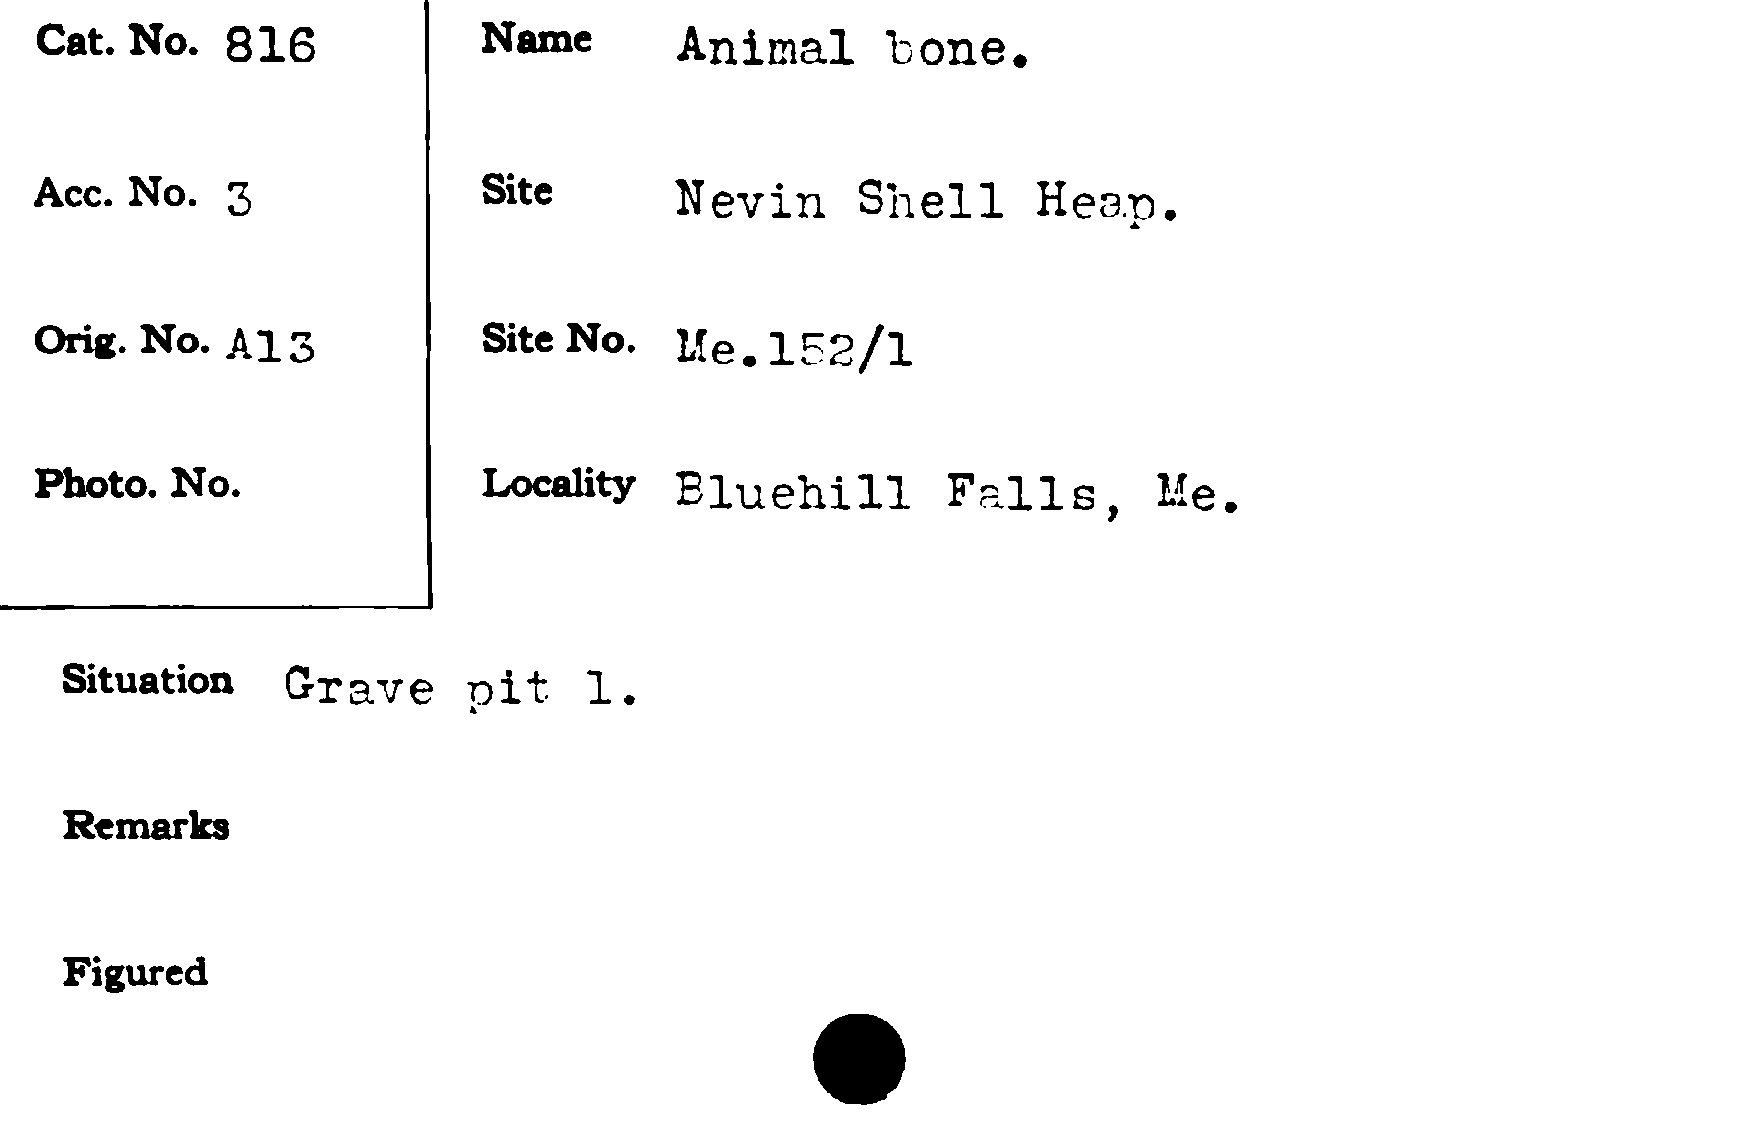 Cat. No. 816
Name Animal bone.
Acc. No. 3
Site Nevin Shell Heap.
Orig. No. A13
Site No. Me.152/1
Photo. No.
Locality Bluehill Falls, Me.
Situation Grave pit 1.
Remarks
Figured